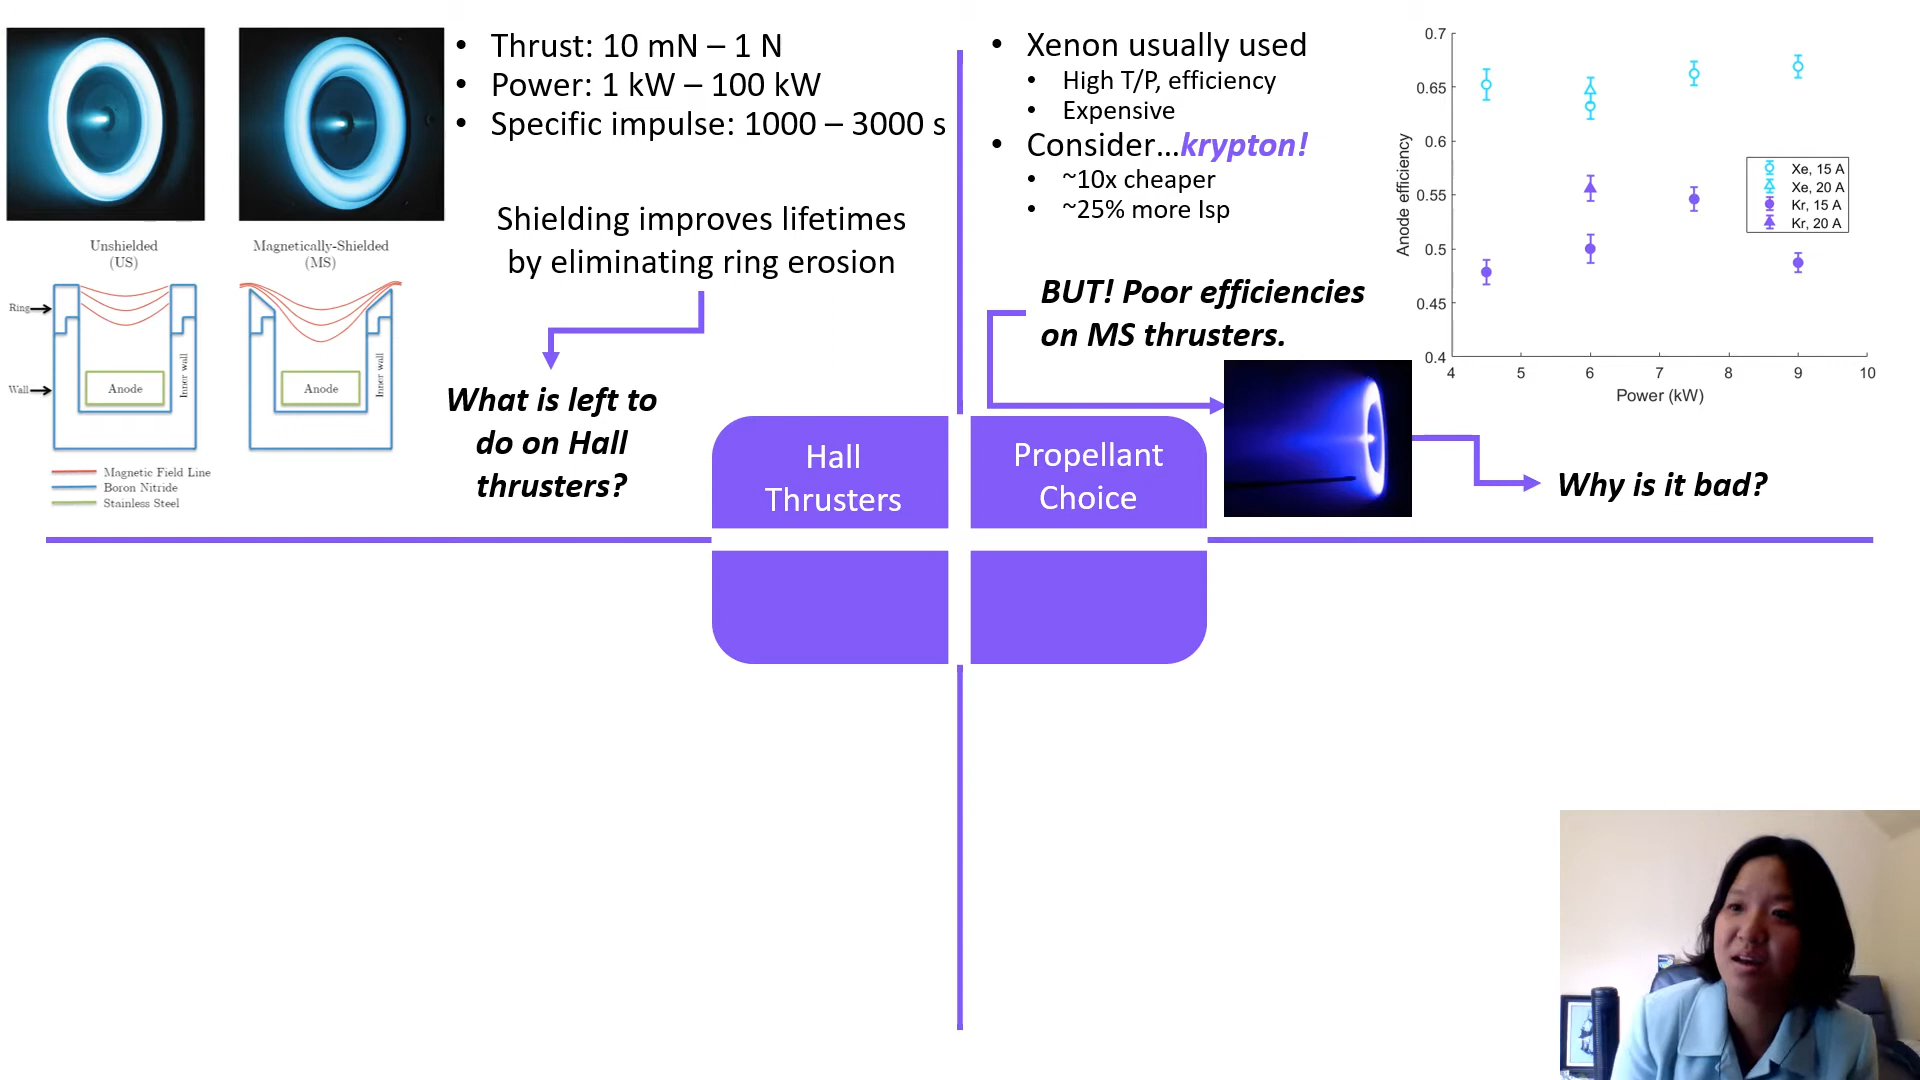 • Thrust: 10 mN – 1 N
• Power: 1 kW – 100 kW
• Specific impulse: 1000 – 3000 s
Unshielded
(US)
Magnetically-Shielded
(MS)
Ring
Wall
Anode
Inner wall
Anode
Inner wall
Magnetic Field Line
Boron Nitride
Stainless Steel
Shielding improves lifetimes
by eliminating ring erosion
What is left to
do on Hall
thrusters?
• Xenon usually used
• High T/P, efficiency
• Expensive
• Consider…krypton!
• ~10x cheaper
• ~25% more Isp
BUT! Poor efficiencies
on MS thrusters.
Anode efficiency
0.7
0.65
0.6
0.55
0.5
0.45
0.4
4 5 6 7 8 9 10
Power (kW)
Xe, 15 A
Xe, 20 A
Kr, 15 A
Kr, 20 A
Why is it bad?
Hall
Thrusters
Propellant
Choice